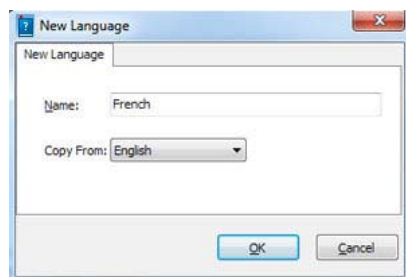 New Language
New Language
Name: French
Copy From: English
OK Cancel